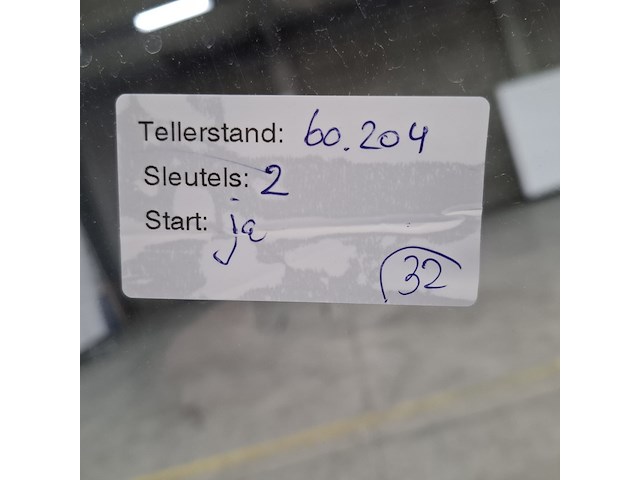 Tellerstand: 60.204
Sleutels: 2
Start: ja
32